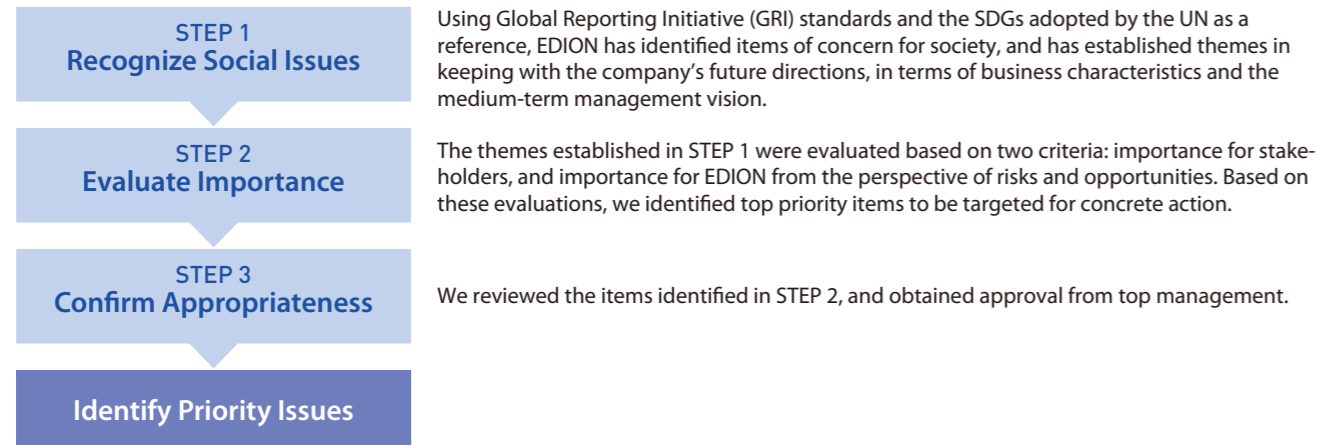 STEP 1
Recognize Social Issues
Using Global Reporting Initiative (GRI) standards and the SDGs adopted by the UN as a
reference, EDION has identified items of concern for society, and has established themes in
keeping with the company's future directions, in terms of business characteristics and the
medium-term management vision.
STEP 2
Evaluate Importance
The themes established in STEP 1 were evaluated based on two criteria: importance for stake-
holders, and importance for EDION from the perspective of risks and opportunities. Based on
these evaluations, we identified top priority items to be targeted for concrete action.
STEP 3
Confirm Appropriateness
We reviewed the items identified in STEP 2, and obtained approval from top management.
Identify Priority Issues